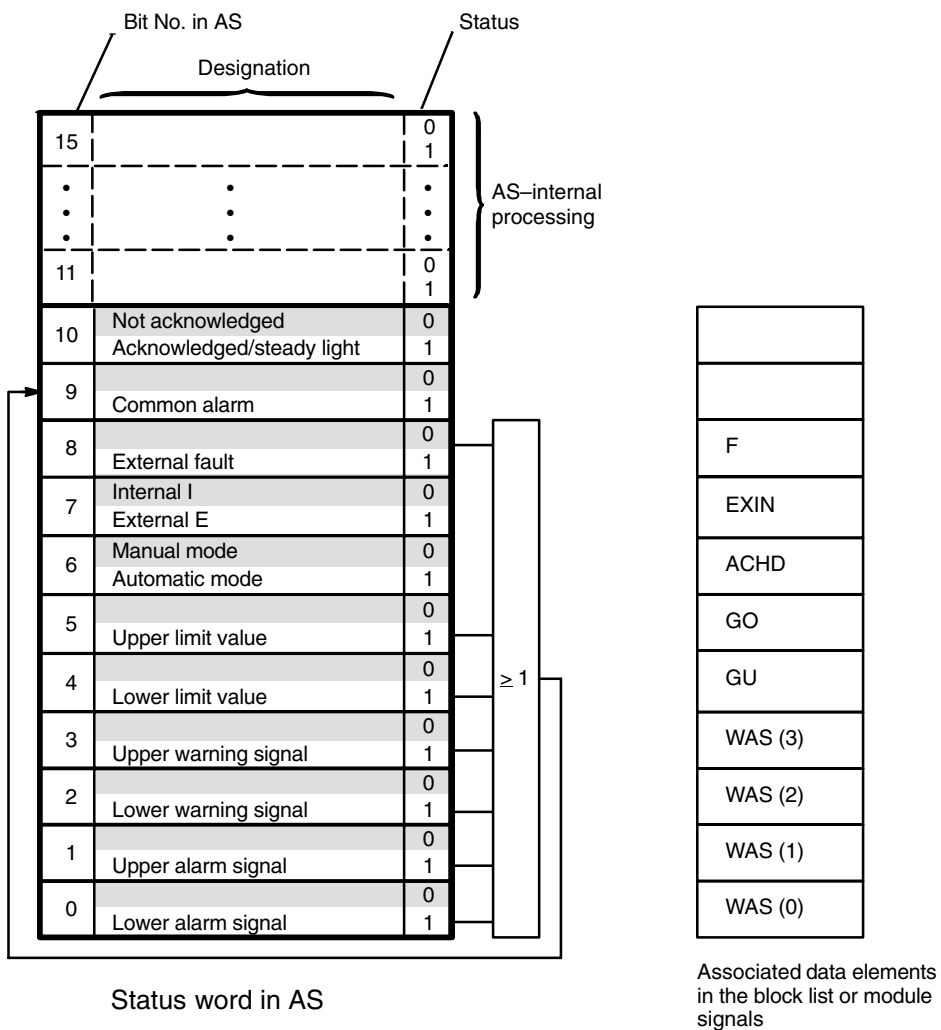 Bit No. in AS
Status
Designation
15
0
1
AS–internal
processing
11
0
1
10
Not acknowledged
0
Acknowledged/steady light
1
9
0
Common alarm
1
8
0
External fault
1
7
Internal I
0
External E
1
6
Manual mode
0
Automatic mode
1
5
0
Upper limit value
1
4
0
Lower limit value
1
3
0
Upper warning signal
1
2
0
Lower warning signal
1
1
0
Upper alarm signal
1
0
0
Lower alarm signal
1
≥ 1
F
EXIN
ACHD
GO
GU
WAS (3)
WAS (2)
WAS (1)
WAS (0)
Status word in AS
Associated data elements
in the block list or module
signals